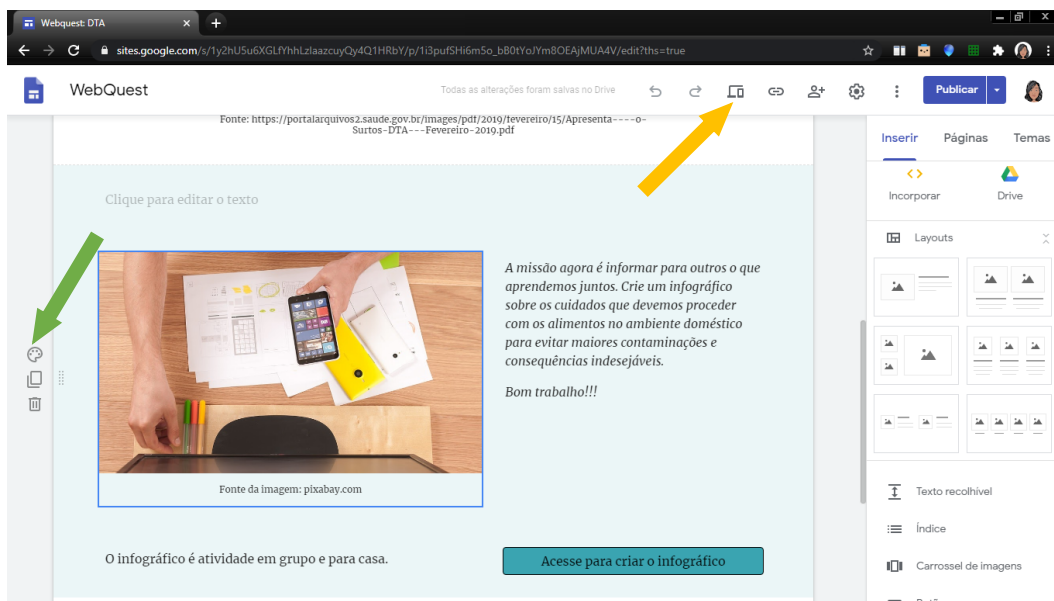 Webquest: DTA
sites.google.com/s/1y2hU5u6XGLfYhhLzIaazcuyQy4Q1HRbY/p/1i3pufSHi6m5o_bB0tYoJYm8OEAjMUA4V/edit?ths=true
WebQuest
Todas as alterações foram salvas no Drive
Publicar
Fonte: https://portalarquivos2.saude.gov.br/images/pdf/2019/fevereiro/15/Apresenta----o-
Surtos-DTA---Fevereiro-2019.pdf
Clique para editar o texto
A missão agora é informar para outros o que
aprendemos juntos. Crie um infográfico
sobre os cuidados que devemos proceder
com os alimentos no ambiente doméstico
para evitar maiores contaminações e
consequências indesejáveis.
Bom trabalho!!!
Fonte da imagem: pixabay.com
O infográfico é atividade em grupo e para casa.
Acesse para criar o infográfico
Inserir Páginas Temas
Incorporar Drive
Layouts
Texto recolhível
Índice
Carrossel de imagens